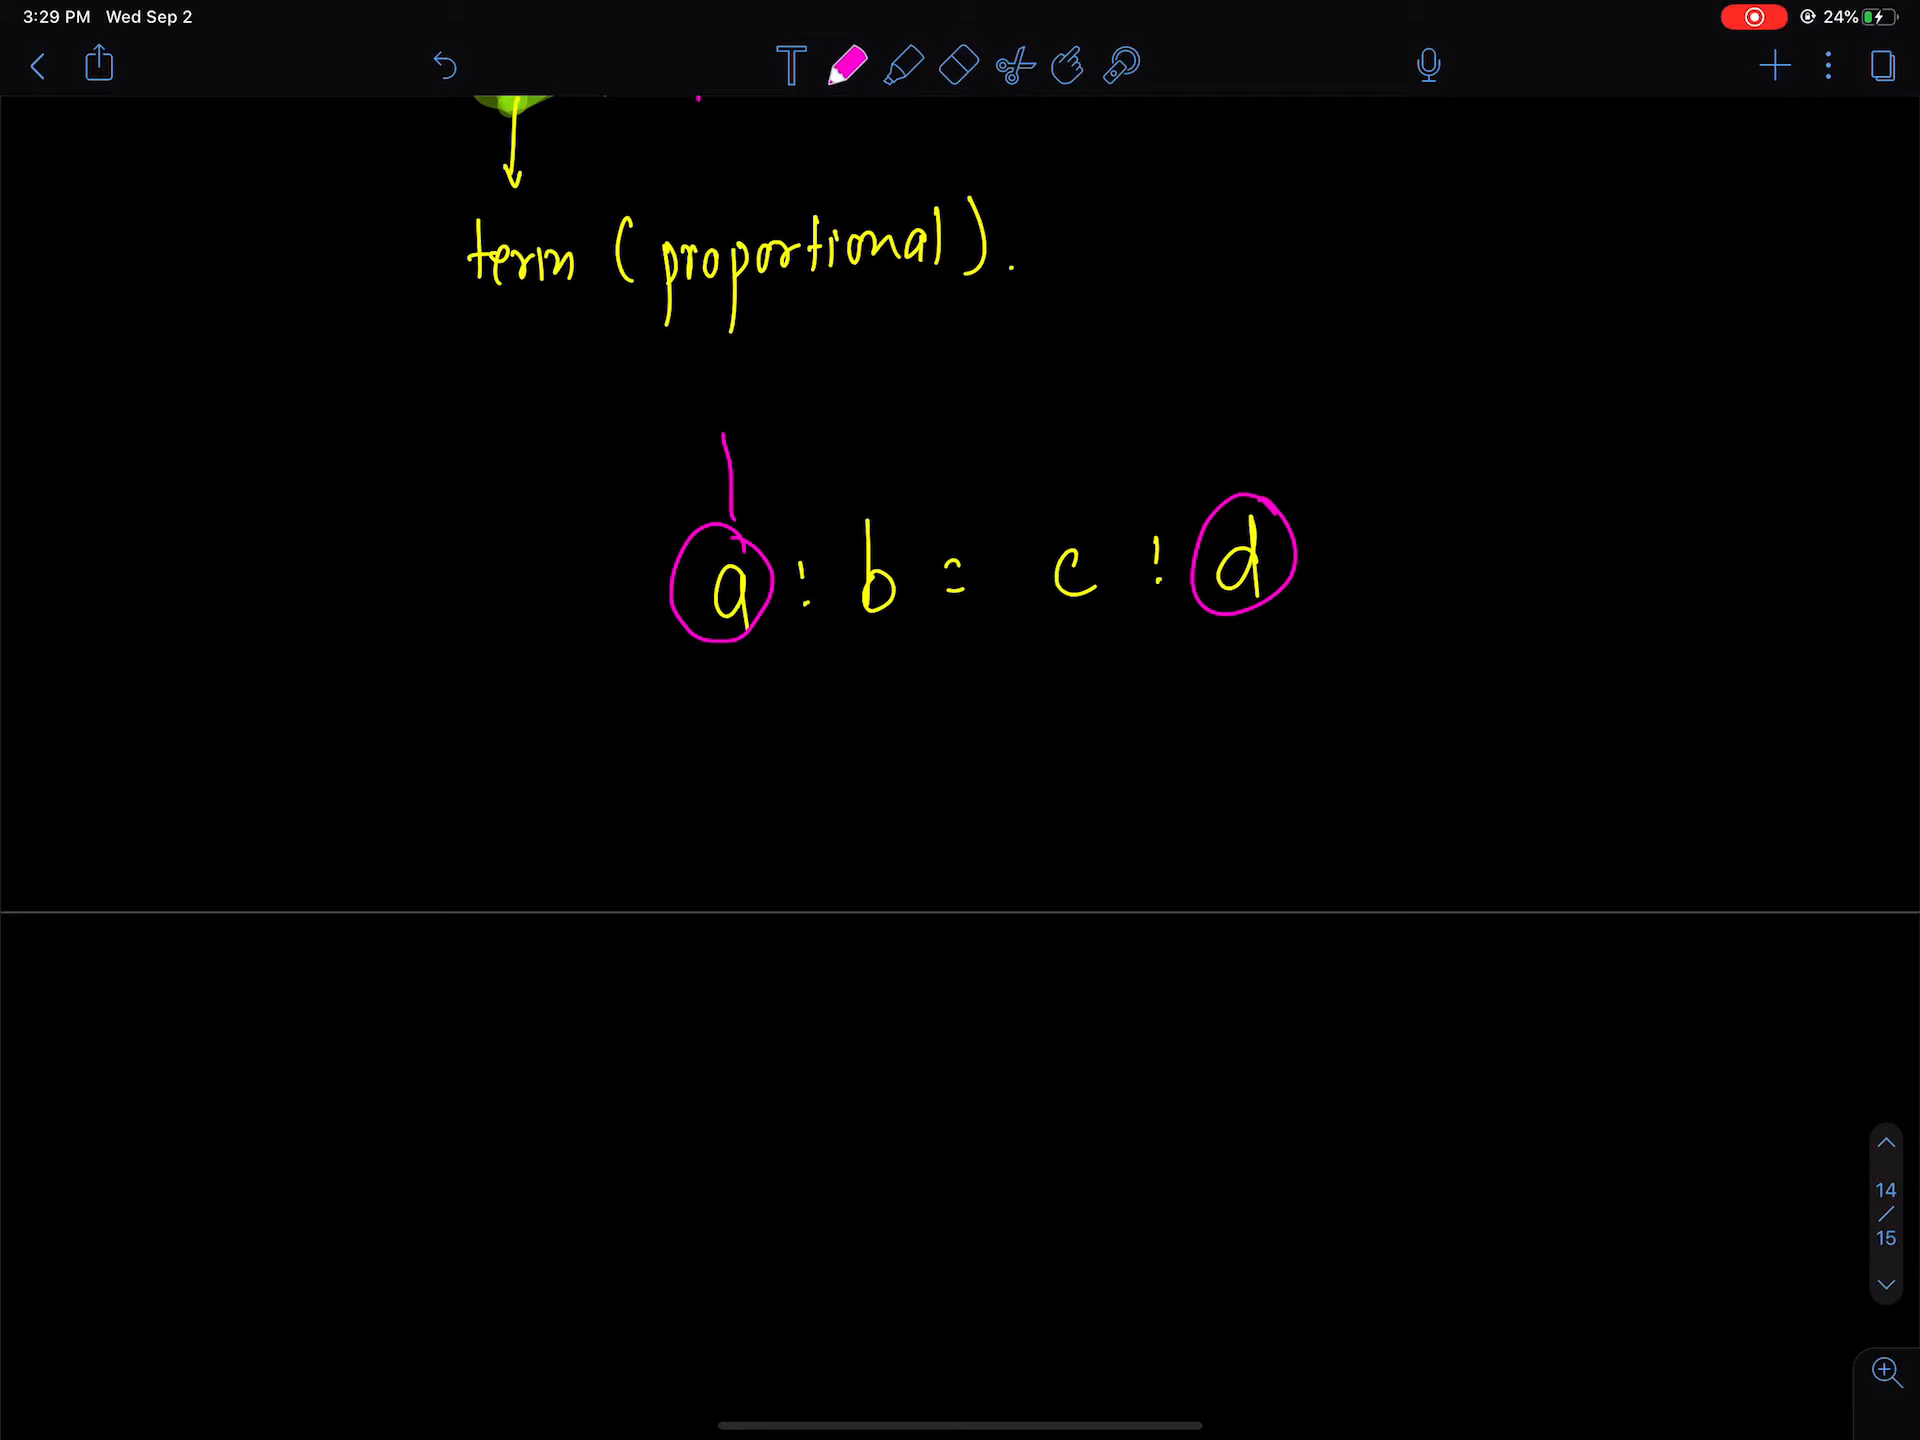 3:29 PM Wed Sep 2
24%
term (proportional).
a : b = c : d
14
/
15